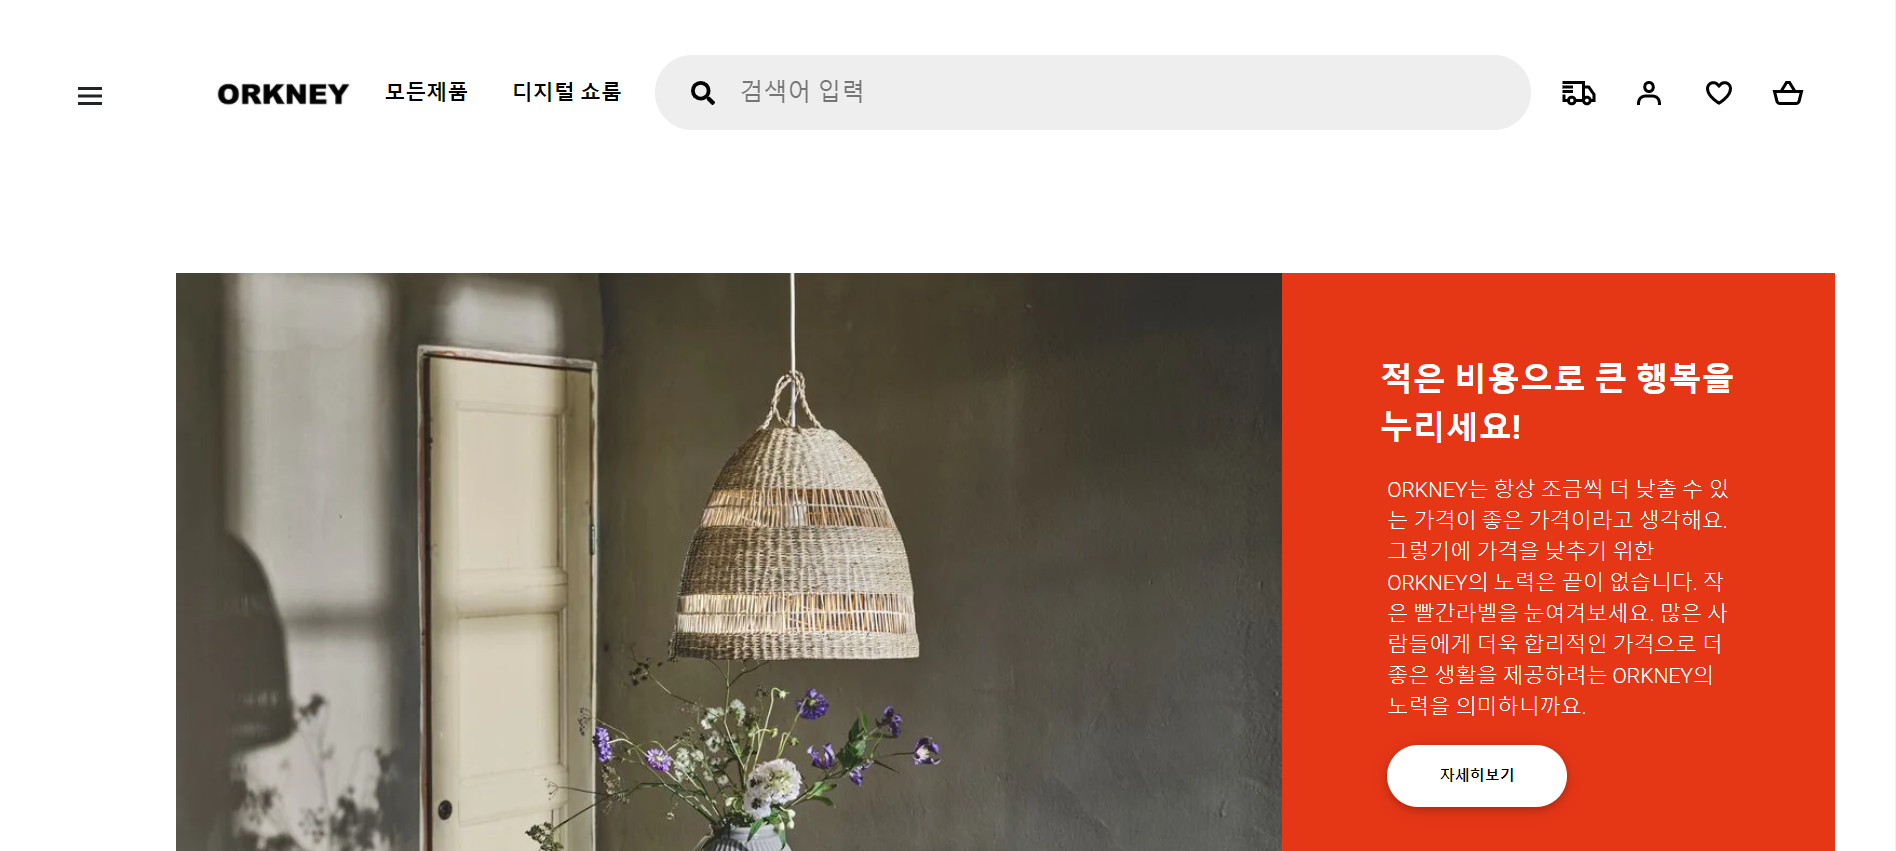 ORKNEY 모든제품 디지털 쇼룸 검색어 입력
적은 비용으로 큰 행복을
누리세요!
ORKNEY는 항상 조금씩 더 낮출 수 있
는 가격이 좋은 가격이라고 생각해요.
그렇기에 가격을 낮추기 위한
ORKNEY의 노력은 끝이 없습니다. 작
은 빨간라벨을 눈여겨보세요. 많은 사
람들에게 더욱 합리적인 가격으로 더
좋은 생활을 제공하려는 ORKNEY의
노력을 의미하니까요.
자세히보기